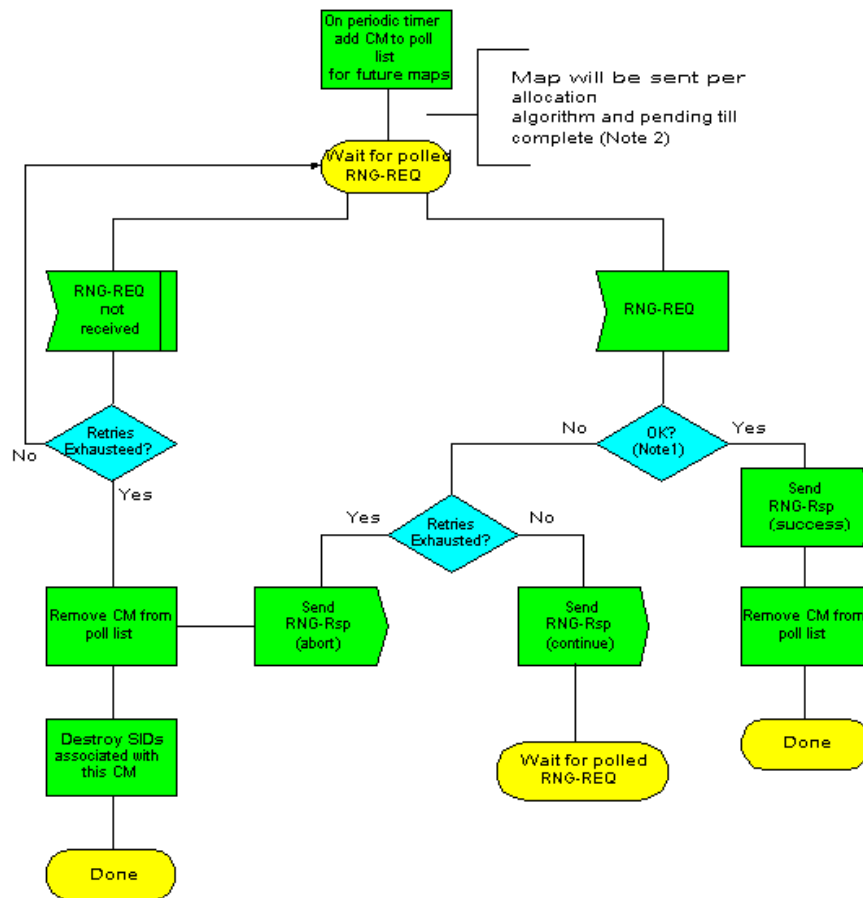 On periodic timer
add CM to poll
list
for future maps
Map will be sent per
allocation
algorithm and pending till
complete (Note 2)
Wait for polled
RNG-REQ
RNG-REQ
not
received
RNG-REQ
Retries
Exhausteed?
No
Yes
OK?
(Note1)
No
Yes
Retries
Exhausted?
Yes
No
Send
RNG-Rsp
(success)
Remove CM from
poll list
Send
RNG-Rsp
(abort)
Send
RNG-Rsp
(continue)
Remove CM from
poll list
Destroy SIDs
associated with
this CM
Wait for polled
RNG-REQ
Done
Done